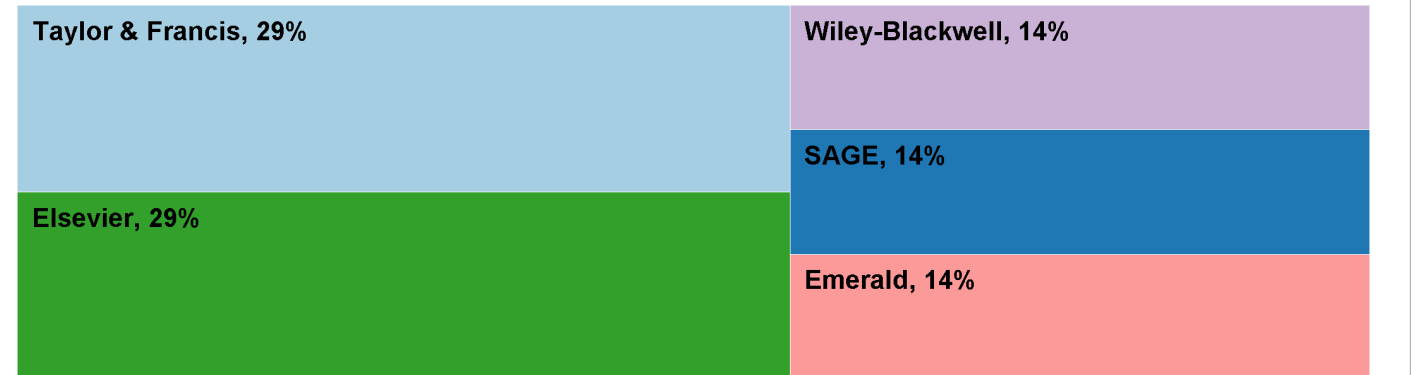 Taylor & Francis, 29%
Elsevier, 29%
Wiley-Blackwell, 14%
SAGE, 14%
Emerald, 14%